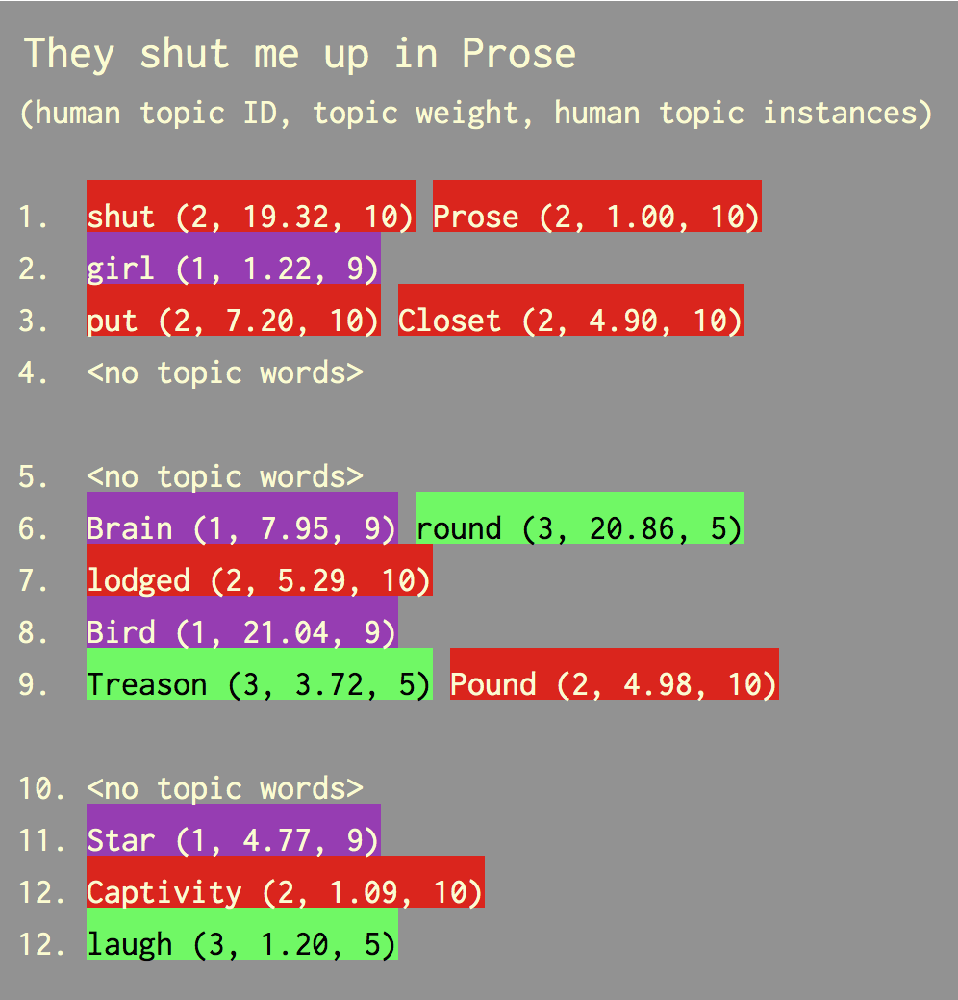 They shut me up in Prose
(human topic ID, topic weight, human topic instances)
1. shut (2, 19.32, 10) Prose (2, 1.00, 10)
2. girl (1, 1.22, 9)
3. put (2, 7.20, 10) Closet (2, 4.90, 10)
4. <no topic words>
5. <no topic words>
6. Brain (1, 7.95, 9) round (3, 20.86, 5)
7. lodged (2, 5.29, 10)
8. Bird (1, 21.04, 9)
9. Treason (3, 3.72, 5) Pound (2, 4.98, 10)
10. <no topic words>
11. Star (1, 4.77, 9)
12. Captivity (2, 1.09, 10)
12. laugh (3, 1.20, 5)